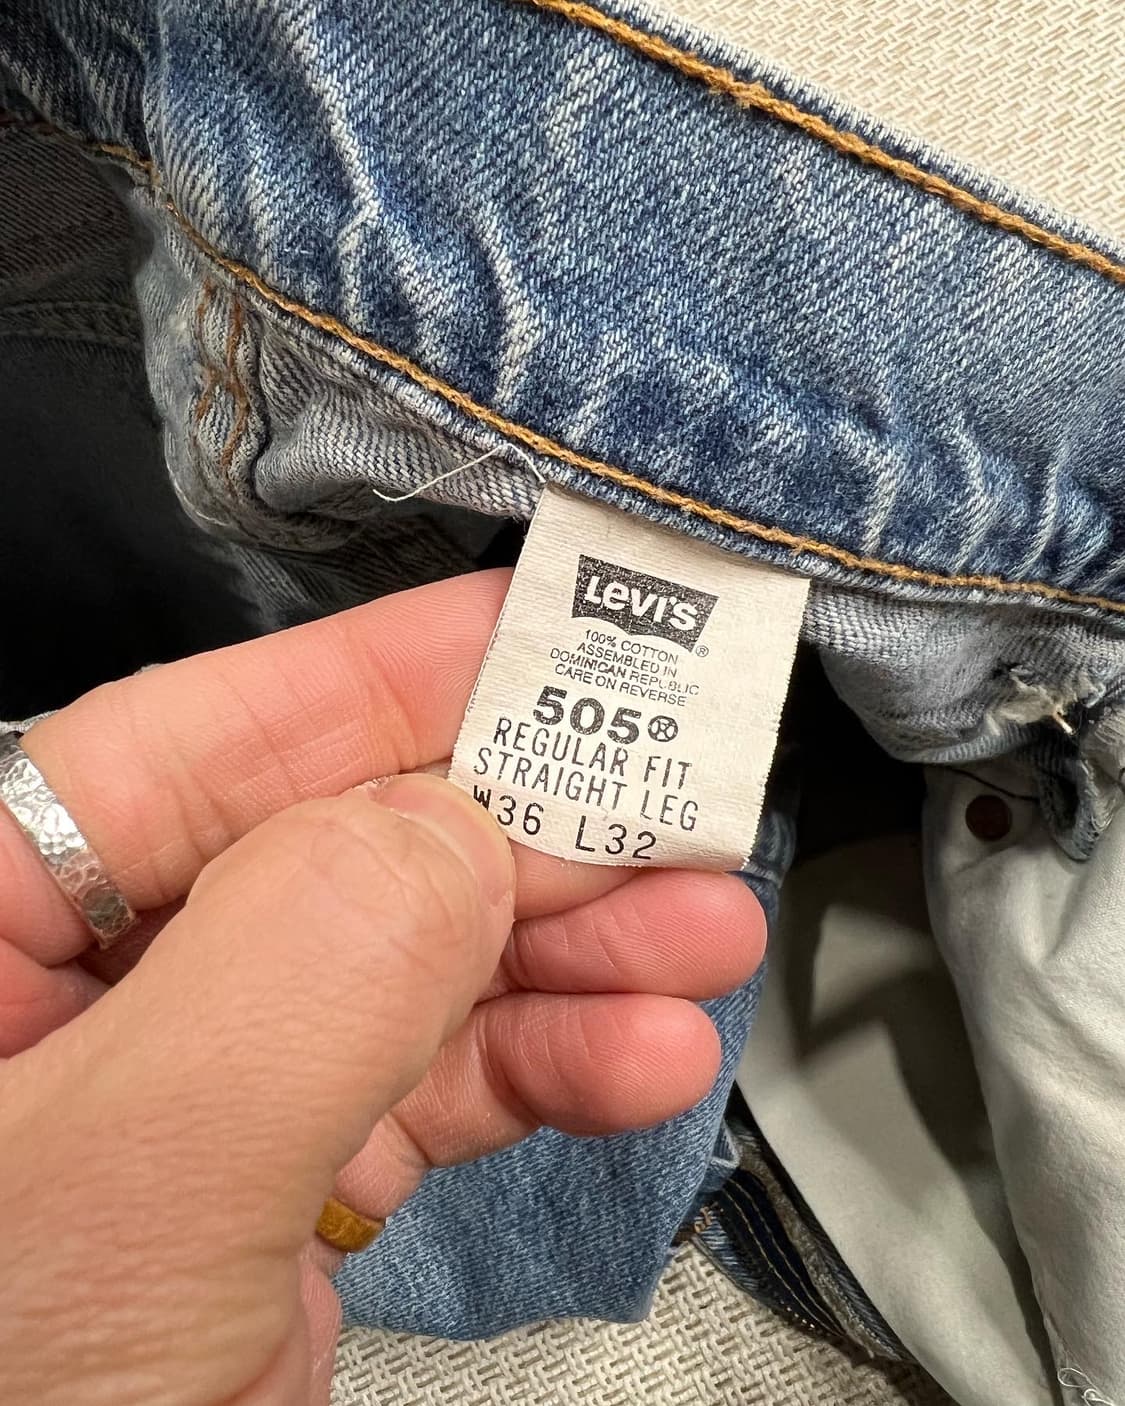 Levi's®
100% COTTON
ASSEMBLED IN
DOMINICAN REPUBLIC
CARE ON REVERSE
505®
REGULAR FIT
STRAIGHT LEG
W36 L32